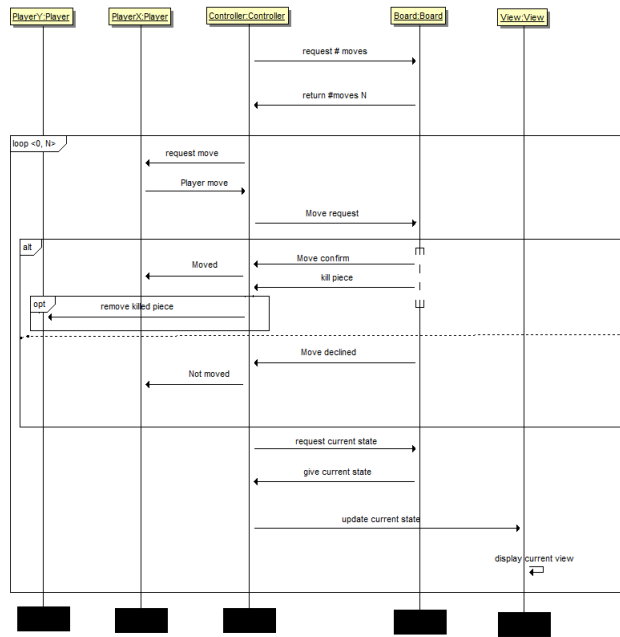 PlayerY:Player PlayerX:Player Controller:Controller Board:Board View:View
request # moves
return #moves N
loop <0, N>
request move
Player move
Move request
alt
Move confirm
Moved
kill piece
opt
remove killed piece
Move declined
Not moved
request current state
give current state
update current state
display current view